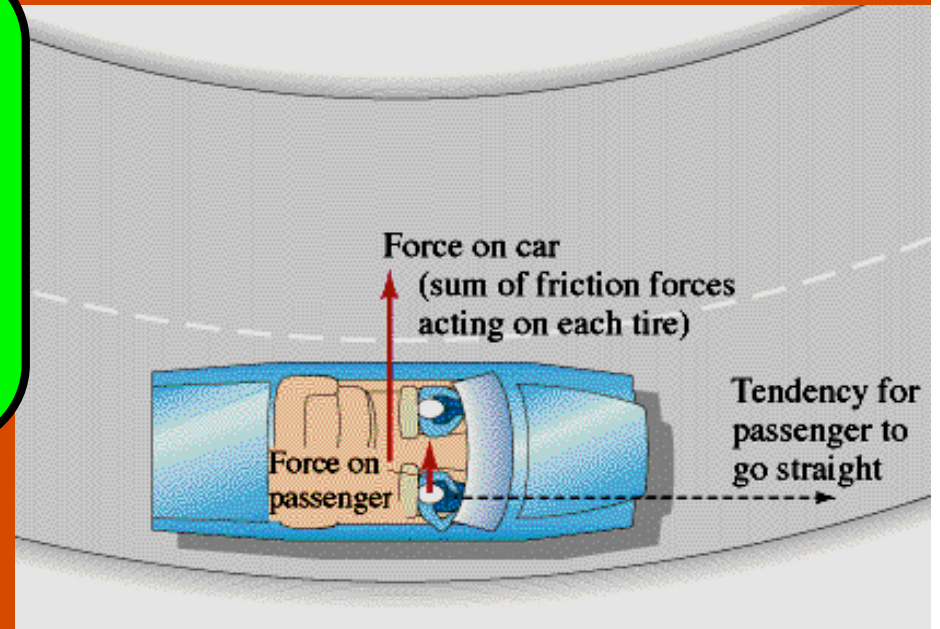 Force on car
(sum of friction forces
acting on each tire)
Tendency for
passenger to
go straight
Force on
passenger